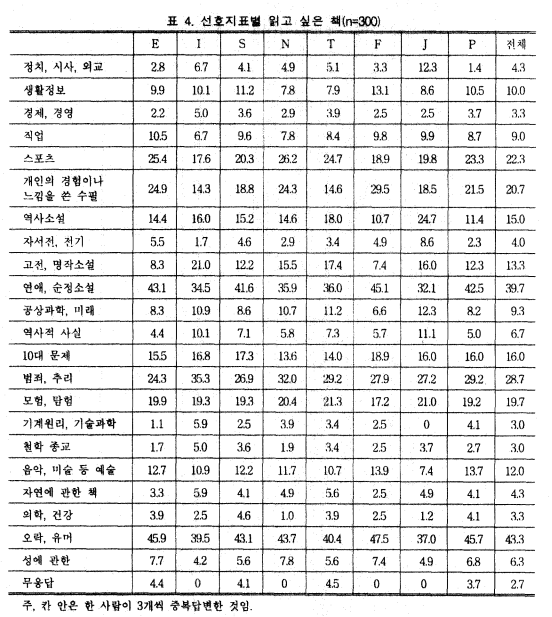 표 4. 선호지표별 읽고 싶은 책(n=300)
E I S N T F J P 전체
정치, 시사, 외교 2.8 6.7 4.1 4.9 5.1 3.3 12.3 1.4 4.3
생활정보 9.9 10.1 11.2 7.8 7.9 13.1 8.6 10.5 10.0
경제, 경영 2.2 5.0 3.6 2.9 3.9 2.5 2.5 3.7 3.3
직업 10.5 6.7 9.6 7.8 8.4 9.8 9.9 8.7 9.0
스포츠 25.4 17.6 20.3 26.2 24.7 18.9 19.8 23.3 22.3
개인의 경험이나
느낌을 쓴 수필 24.9 14.3 18.8 24.3 14.6 29.5 18.5 21.5 20.7
역사소설 14.4 16.0 15.2 14.6 18.0 10.7 24.7 11.4 15.0
자서전, 전기 5.5 1.7 4.6 2.9 3.4 4.9 8.6 2.3 4.0
고전, 명작소설 8.3 21.0 12.2 15.5 17.4 7.4 16.0 12.3 13.3
연애, 순정소설 43.1 34.5 41.6 35.9 36.0 45.1 32.1 42.5 39.7
공상과학, 미래 8.3 10.9 8.6 10.7 11.2 6.6 12.3 8.2 9.3
역사적 사실 4.4 10.1 7.1 5.8 7.3 5.7 11.1 5.0 6.7
10대 문제 15.5 16.8 17.3 13.6 14.0 18.9 16.0 16.0 16.0
범죄, 추리 24.3 35.3 26.9 32.0 29.2 27.9 27.2 29.2 28.7
모험, 탐험 19.9 19.3 19.3 20.4 21.3 17.2 21.0 19.2 19.7
기계원리, 기술과학 1.1 5.9 2.5 3.9 3.4 2.5 0 4.1 3.0
철학 종교 1.7 5.0 3.6 1.9 3.4 2.5 3.7 2.7 3.0
음악, 미술 등 예술 12.7 10.9 12.2 11.7 10.7 13.9 7.4 13.7 12.0
자연에 관한 책 3.3 5.9 4.1 4.9 5.6 2.5 4.9 4.1 4.3
의학, 건강 3.9 2.5 4.6 1.0 3.9 2.5 1.2 4.1 3.3
오락, 유머 45.9 39.5 43.1 43.7 40.4 47.5 37.0 45.7 43.3
성에 관한 7.7 4.2 5.6 7.8 5.6 7.4 4.9 6.8 6.3
무응답 4.4 0 4.1 0 4.5 0 0 3.7 2.7
주, 칸 안은 한 사람이 3개씩 중복답변한 것임.